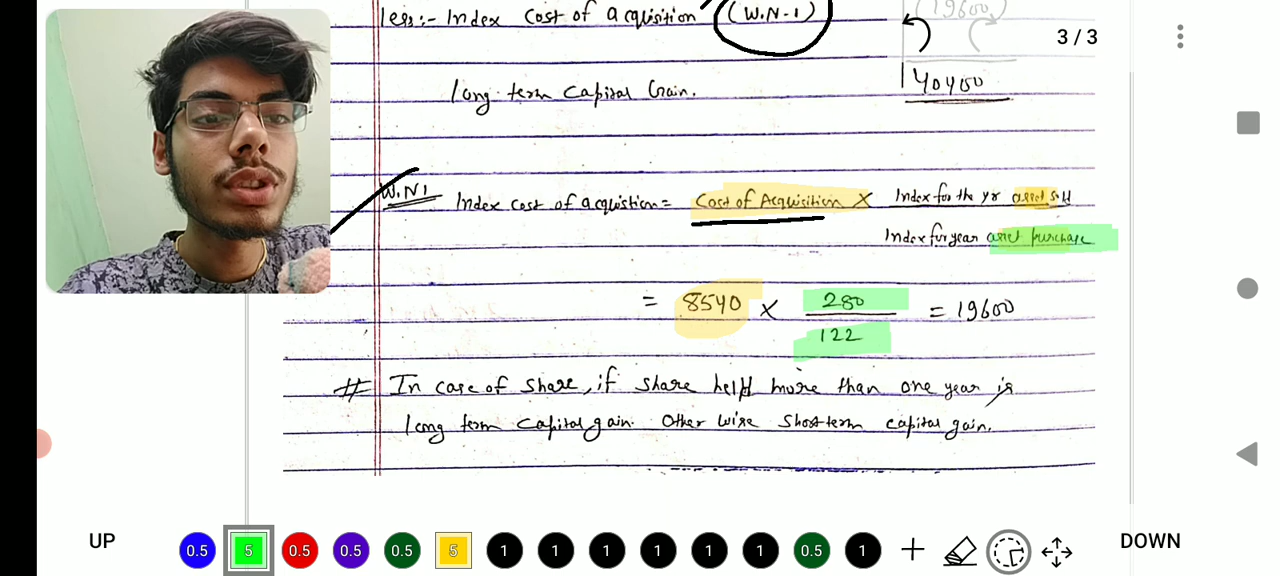 less:- Index Cost of acquisition (W.N-1)
(19600)
3 / 3
Long term Capital Gain.
140400
W.N1 Index cost of acquistion = Cost of Acquisition X Index for the yr asset sold
Index for year asset purchase
= 8540 X 280 = 19600
122
# In case of share, if share held more than one year is
long term capital gain. Other wise short term capital gain.
UP 0.5 5 0.5 0.5 0.5 5 1 1 1 1 1 1 0.5 1 DOWN